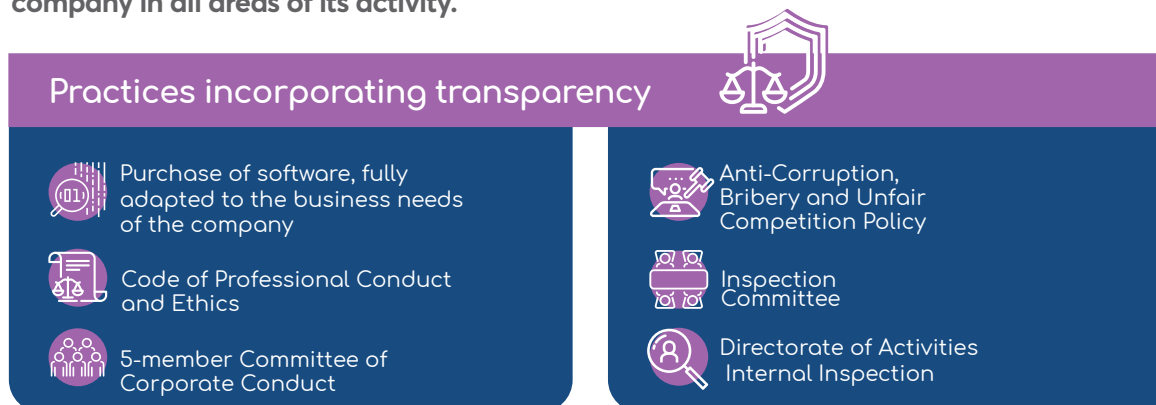 company in all areas of its activity.
Practices incorporating transparency
Purchase of software, fully
adapted to the business needs
of the company
Code of Professional Conduct
and Ethics
5-member Committee of
Corporate Conduct
Anti-Corruption,
Bribery and Unfair
Competition Policy
Inspection
Committee
Directorate of Activities
Internal Inspection